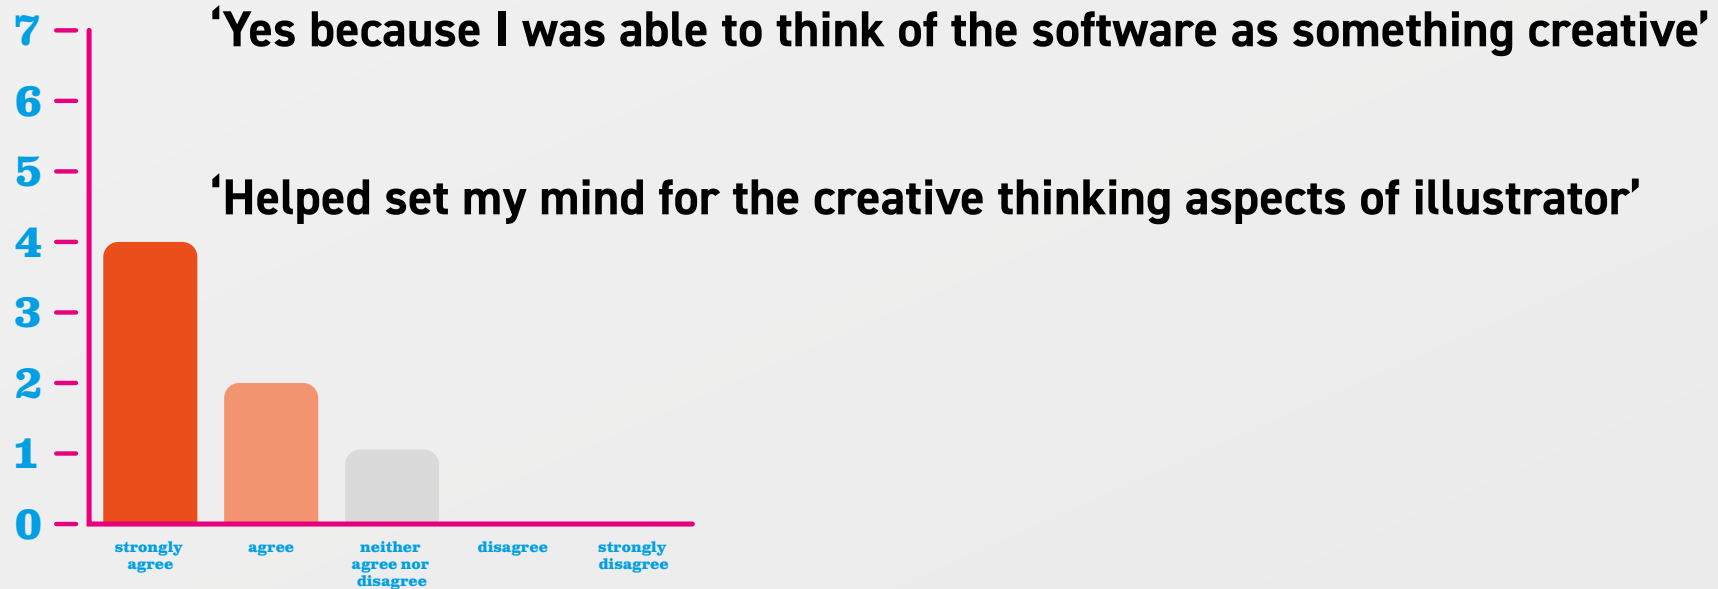 ‘Yes because I was able to think of the software as something creative’
‘Helped set my mind for the creative thinking aspects of illustrator’
7
6
5
4
3
2
1
0
strongly
agree
agree
neither
agree nor
disagree
disagree
strongly
disagree